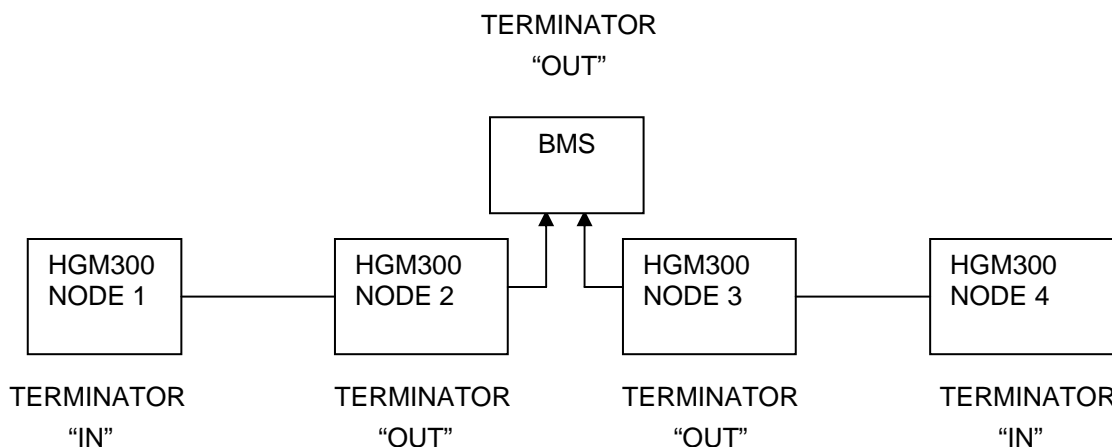 TERMINATOR
“OUT”
BMS
HGM300
NODE 1
HGM300
NODE 2
HGM300
NODE 3
HGM300
NODE 4
TERMINATOR
“IN”
TERMINATOR
“OUT”
TERMINATOR
“OUT”
TERMINATOR
“IN”